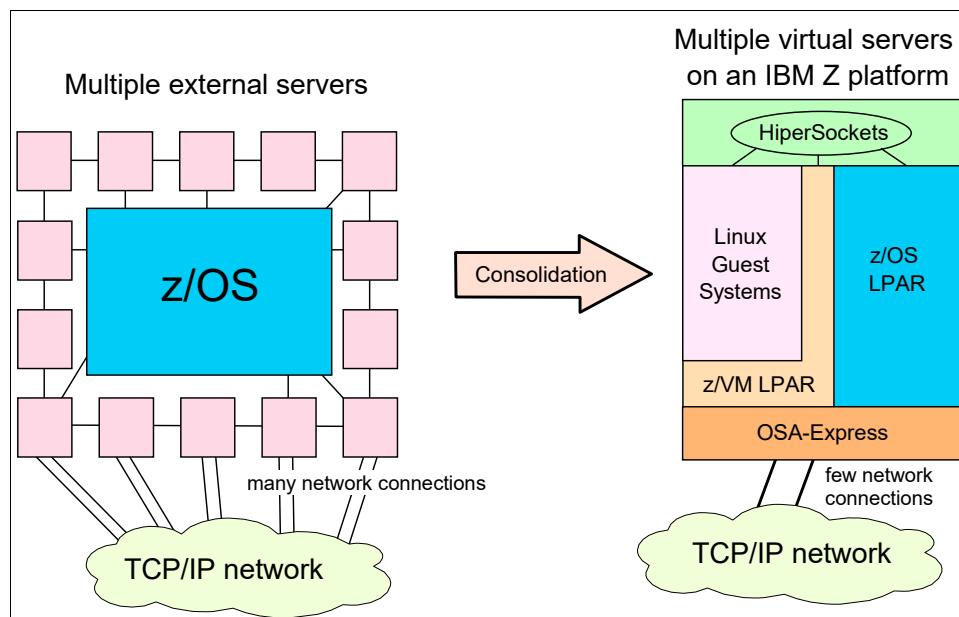 Multiple external servers
z/OS
many network connections
TCP/IP network
Consolidation
Multiple virtual servers
on an IBM Z platform
HiperSockets
Linux
Guest
Systems
z/OS
LPAR
z/VM LPAR
OSA-Express
few network
connections
TCP/IP network